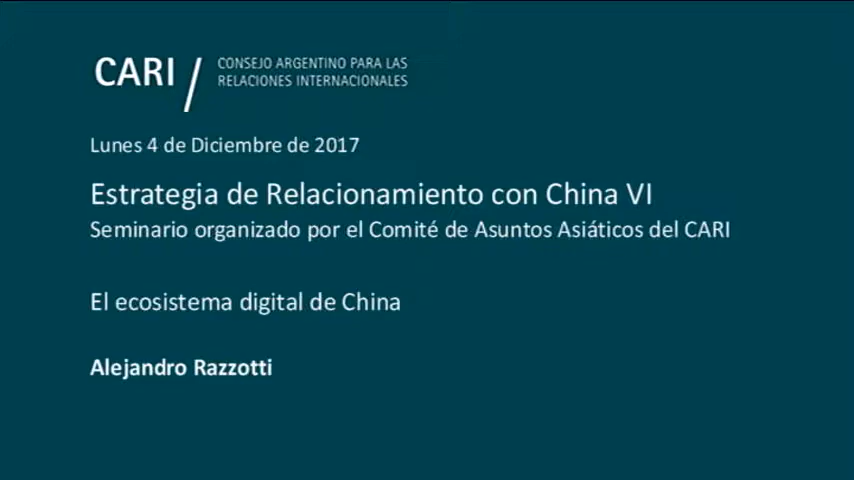 CARI /
CONSEJO ARGENTINO PARA LAS
RELACIONES INTERNACIONALES
Lunes 4 de Diciembre de 2017
Estrategia de Relacionamiento con China VI
Seminario organizado por el Comité de Asuntos Asiáticos del CARI
El ecosistema digital de China
Alejandro Razzotti